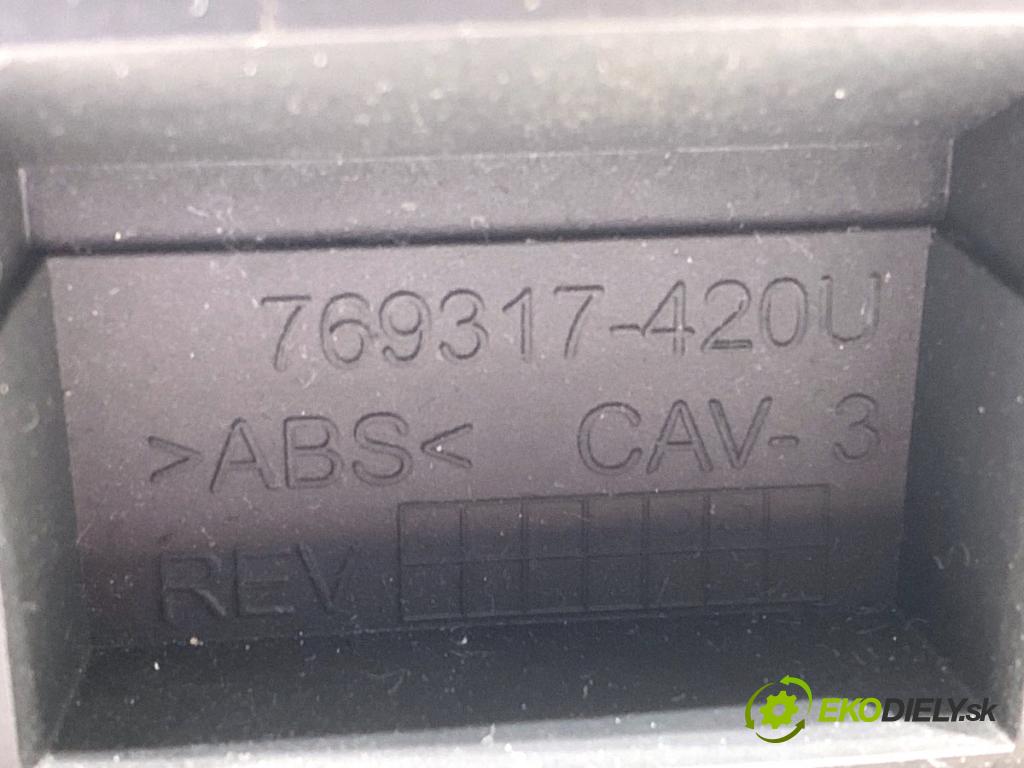 769317-420U
>ABS< CAV- 3
REV
EKODIELY.sk